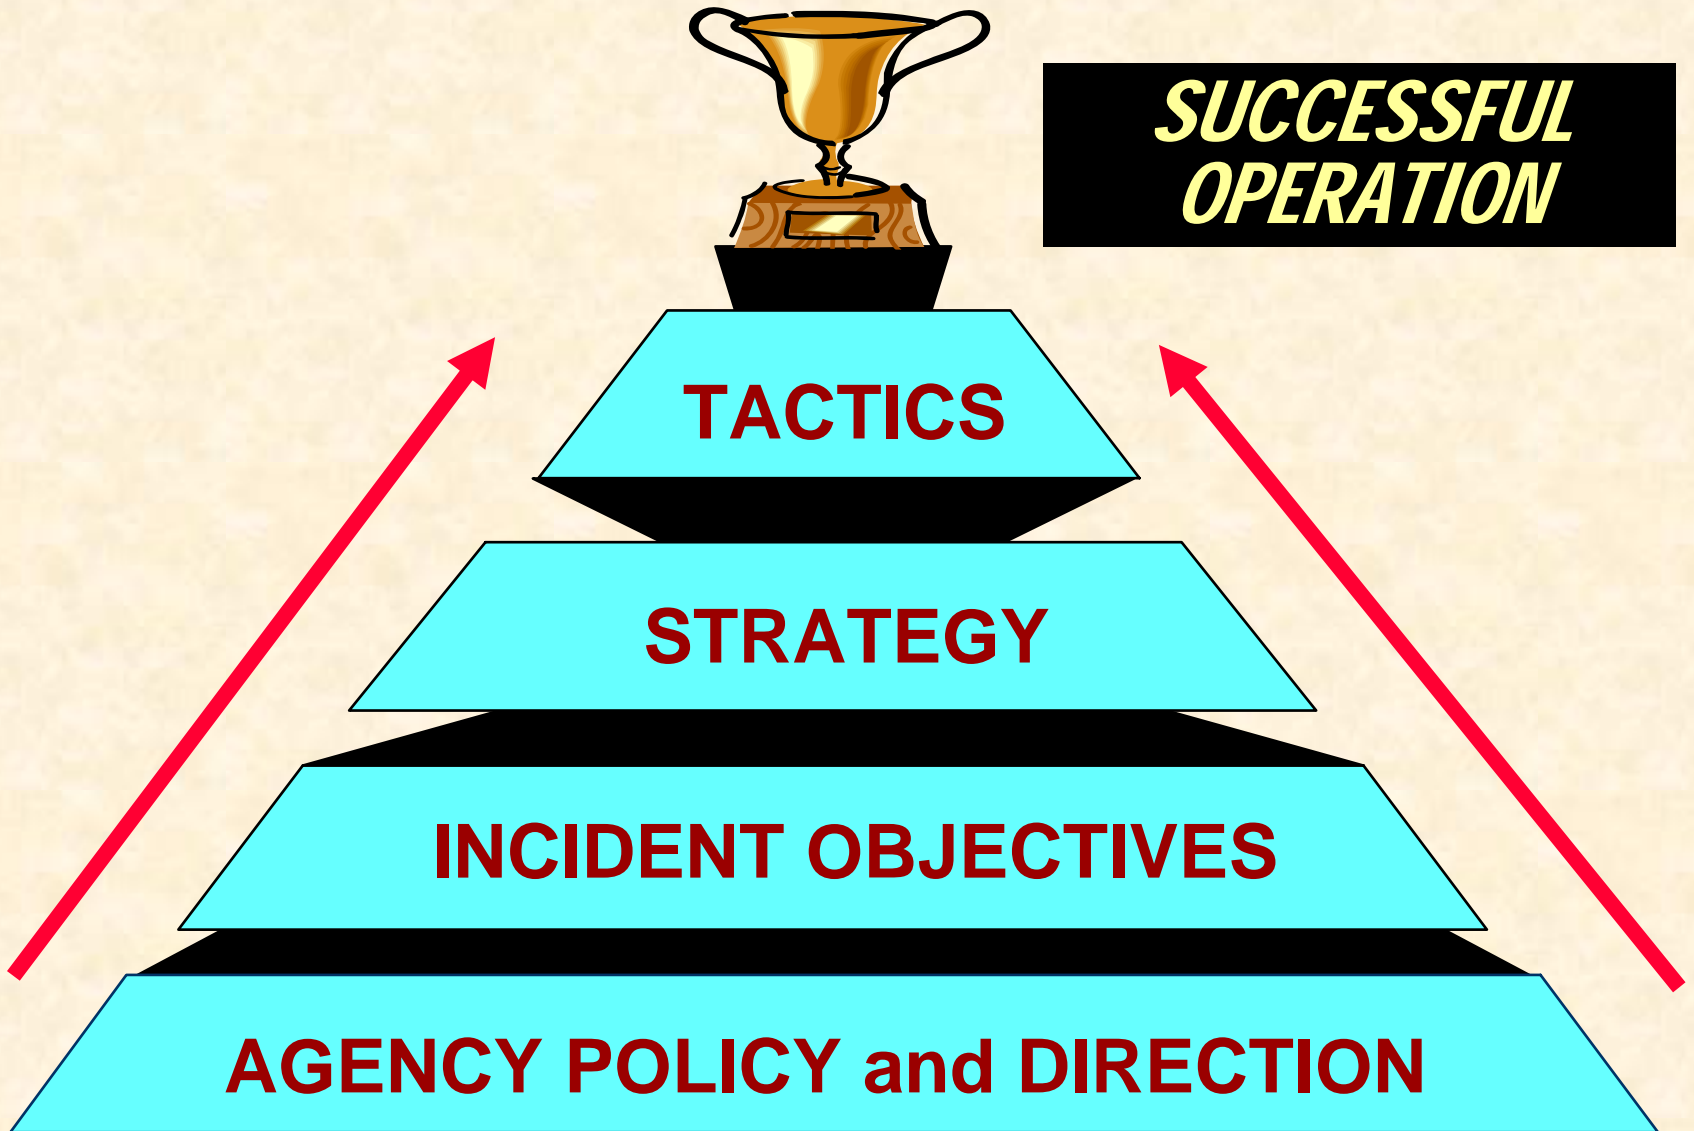 SUCCESSFUL
OPERATION
TACTICS
STRATEGY
INCIDENT OBJECTIVES
AGENCY POLICY and DIRECTION